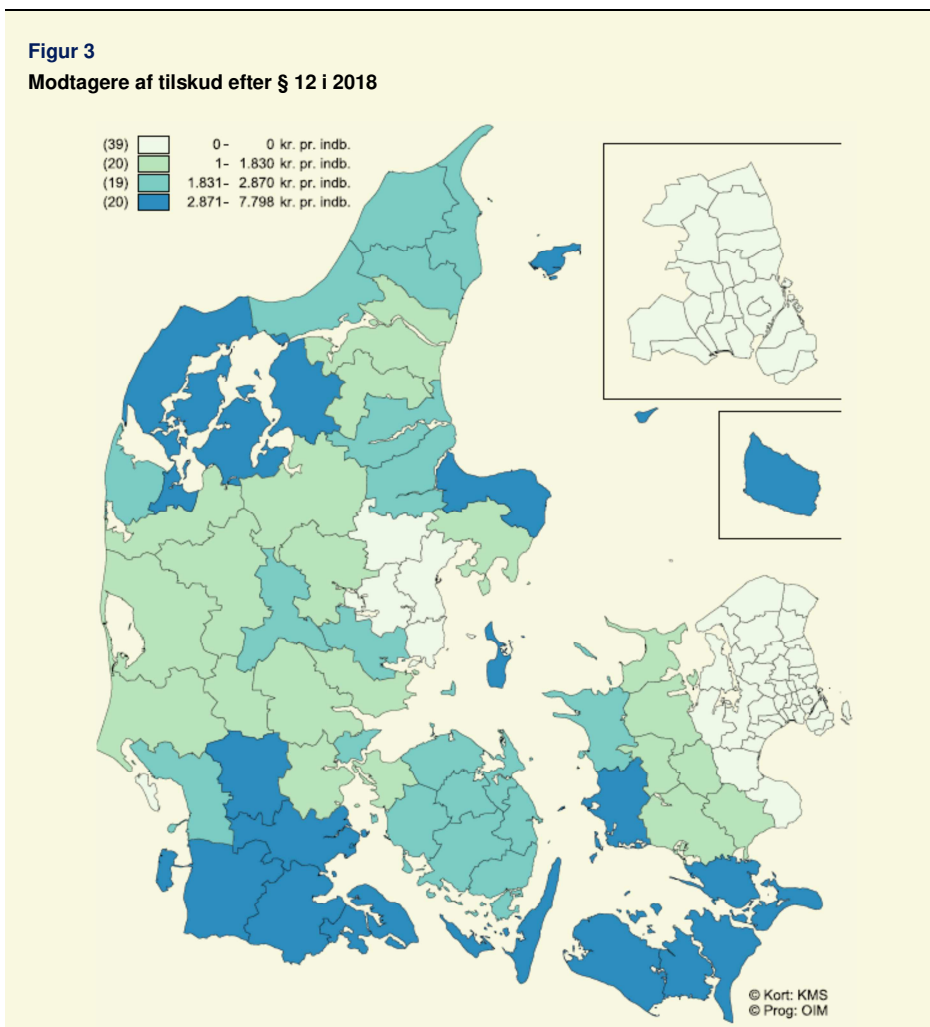 Figur 3
Modtagere af tilskud efter § 12 i 2018
(39) 0- 0 kr. pr. indb.
(20) 1- 1.830 kr. pr. indb.
(19) 1.831- 2.870 kr. pr. indb.
(20) 2.871- 7.798 kr. pr. indb.
© Kort: KMS
© Prog: OIM